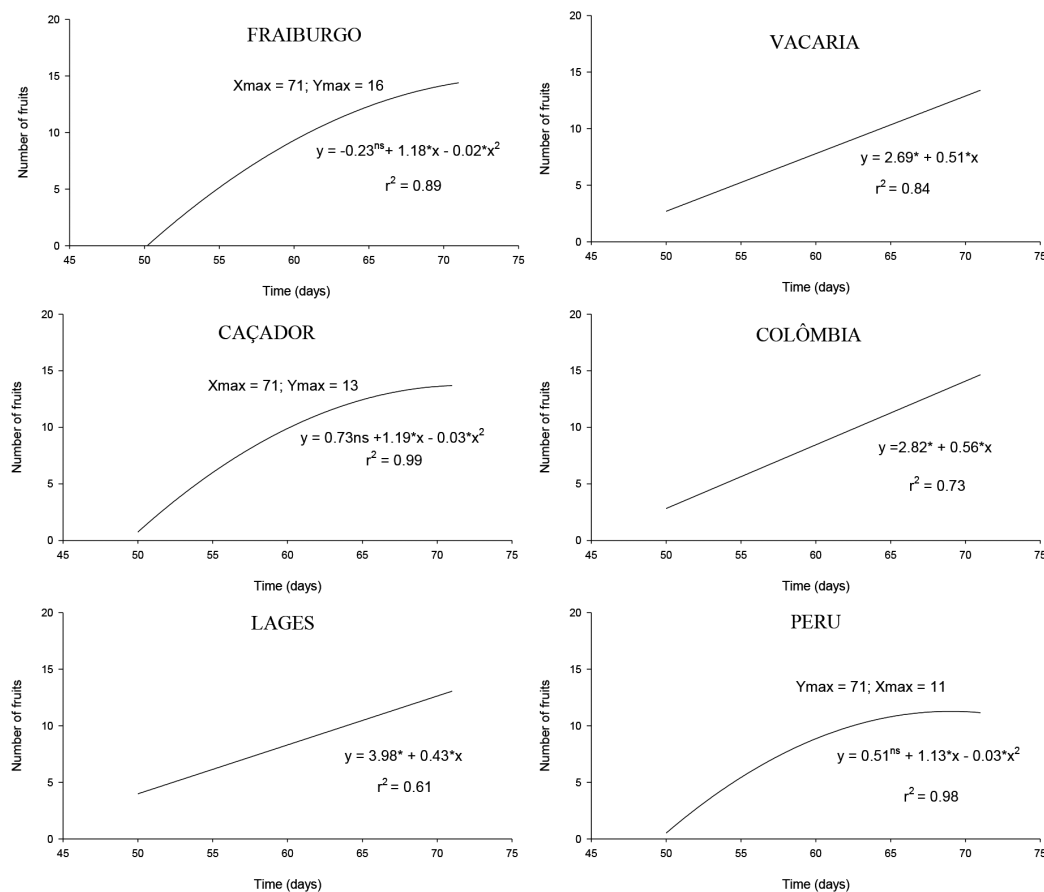 FRAIBURGO
Xmax = 71; Ymax = 16
y = -0.23ns+ 1.18*x - 0.02*x2
r2 = 0.89
Number of fruits
20
15
10
5
0
45 50 55 60 65 70 75
Time (days)
VACARIA
y = 2.69* + 0.51*x
r2 = 0.84
Number of fruits
20
15
10
5
0
45 50 55 60 65 70 75
Time (days)
CAÇADOR
Xmax = 71; Ymax = 13
y = 0.73ns +1.19*x - 0.03*x2
r2 = 0.99
Number of fruits
20
15
10
5
0
45 50 55 60 65 70 75
Time (days)
COLÔMBIA
y =2.82* + 0.56*x
r2 = 0.73
Number of fruits
20
15
10
5
0
45 50 55 60 65 70 75
Time (days)
LAGES
y = 3.98* + 0.43*x
r2 = 0.61
Number of fruits
20
15
10
5
0
45 50 55 60 65 70 75
Time (days)
PERU
Ymax = 71; Xmax = 11
y = 0.51ns + 1.13*x - 0.03*x2
r2 = 0.98
Number of fruits
20
15
10
5
0
45 50 55 60 65 70 75
Time (days)